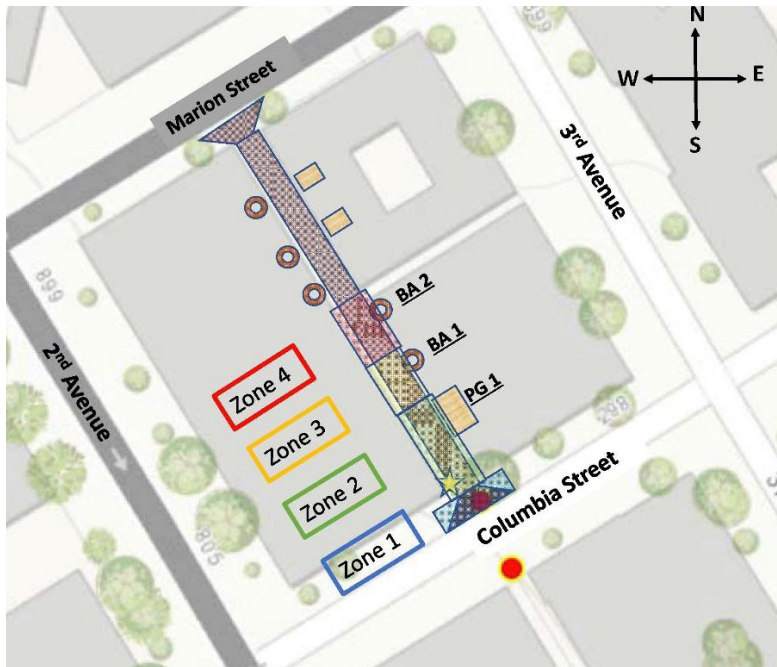 N
W E
S
Marion Street
3rd Avenue
899
BA 2
BA 1
2nd Avenue
Zone 4
PG 1
Zone 3
298
Zone 2
Columbia Street
Zone 1
805